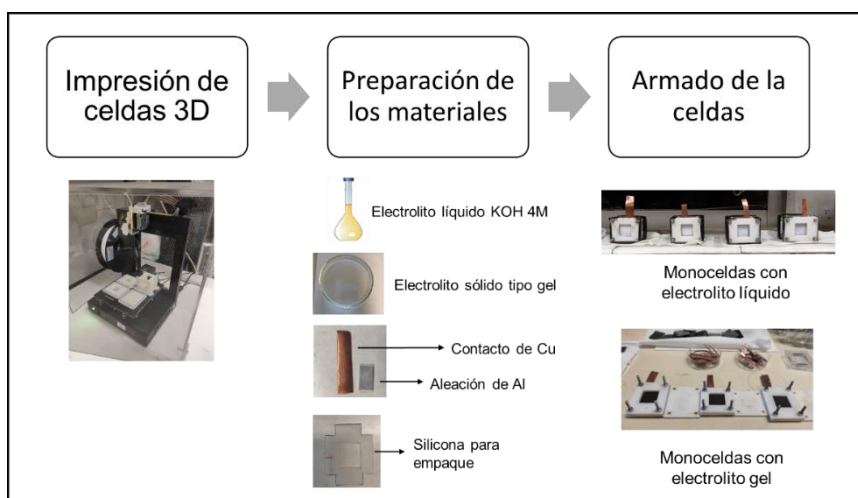 Impresión de
celdas 3D
Preparación de
los materiales
Armado de la
celdas
Electrolito líquido KOH 4M
Electrolito sólido tipo gel
Contacto de Cu
Aleación de Al
Silicona para
empaque
Monoceldas con
electrolito líquido
Monoceldas con
electrolito gel